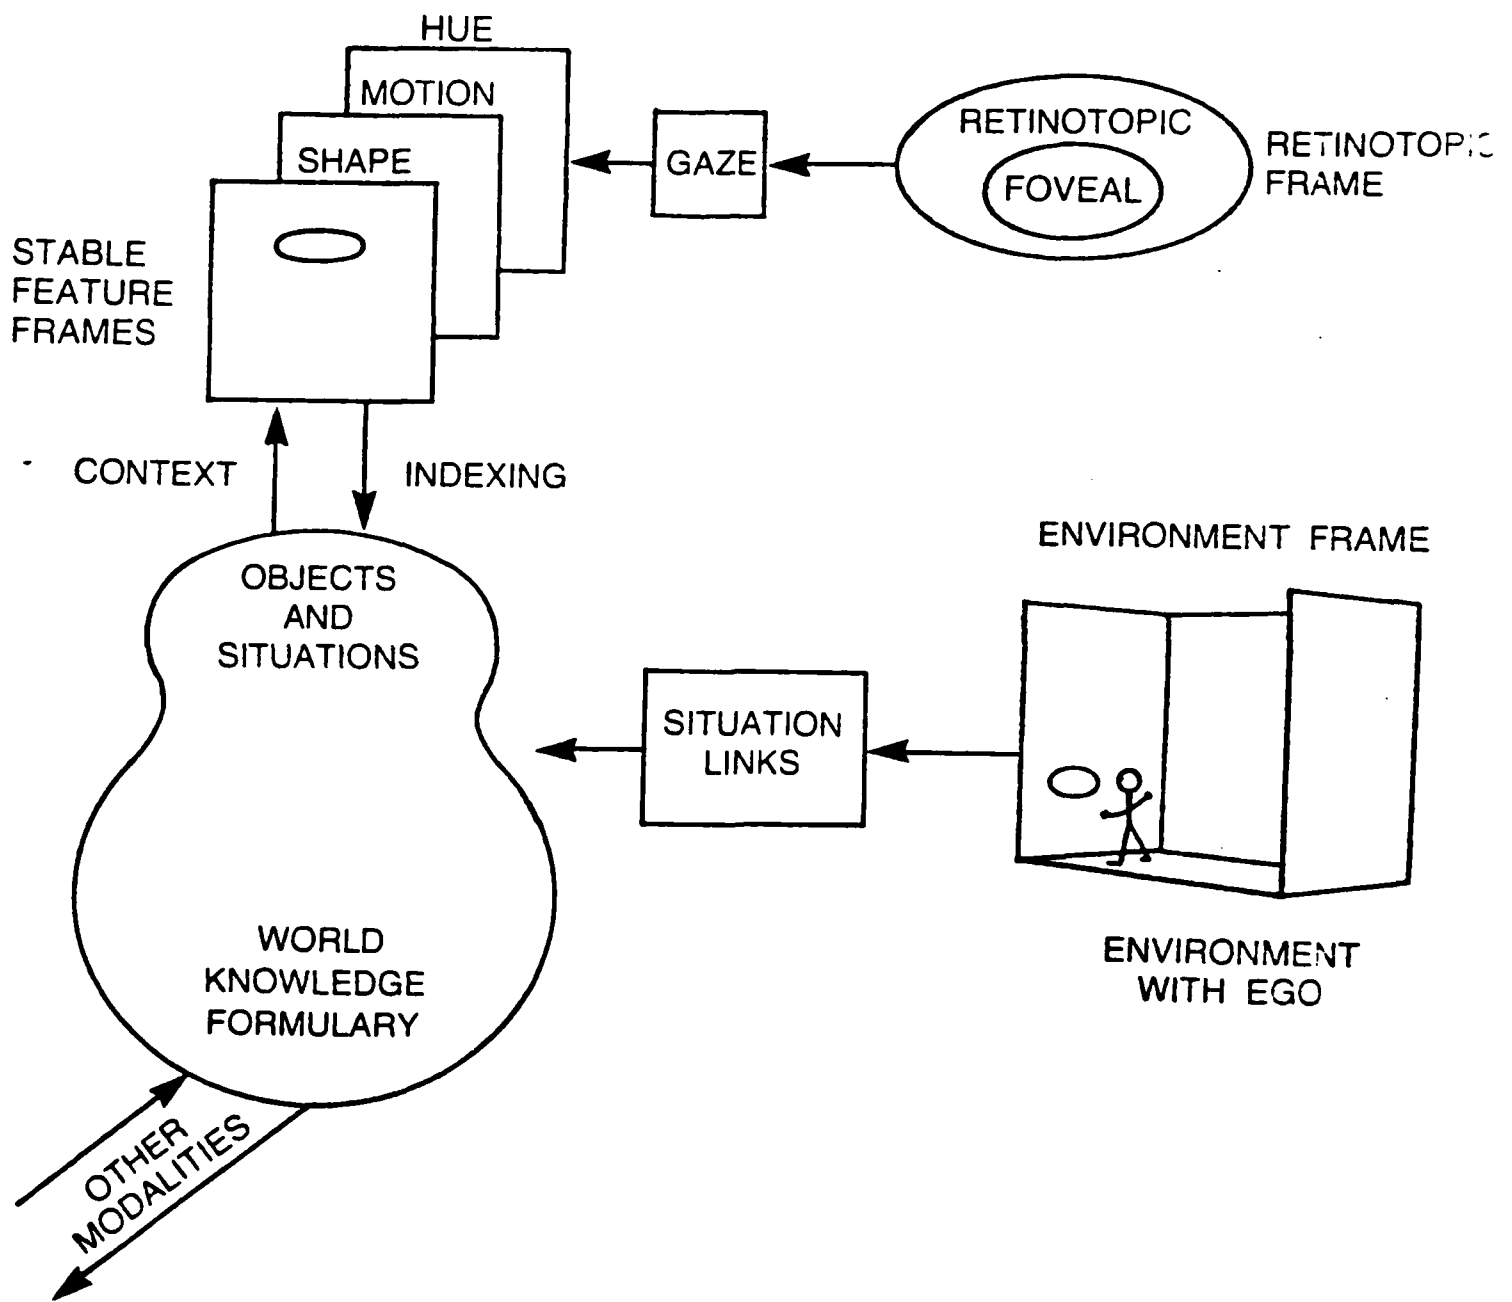 HUE
MOTION
SHAPE
STABLE
FEATURE
FRAMES
GAZE
RETINOTOPIC
FOVEAL
RETINOTOPIC
FRAME
CONTEXT
INDEXING
OBJECTS
AND
SITUATIONS
WORLD
KNOWLEDGE
FORMULARY
SITUATION
LINKS
ENVIRONMENT FRAME
ENVIRONMENT
WITH EGO
OTHER
MODALITIES